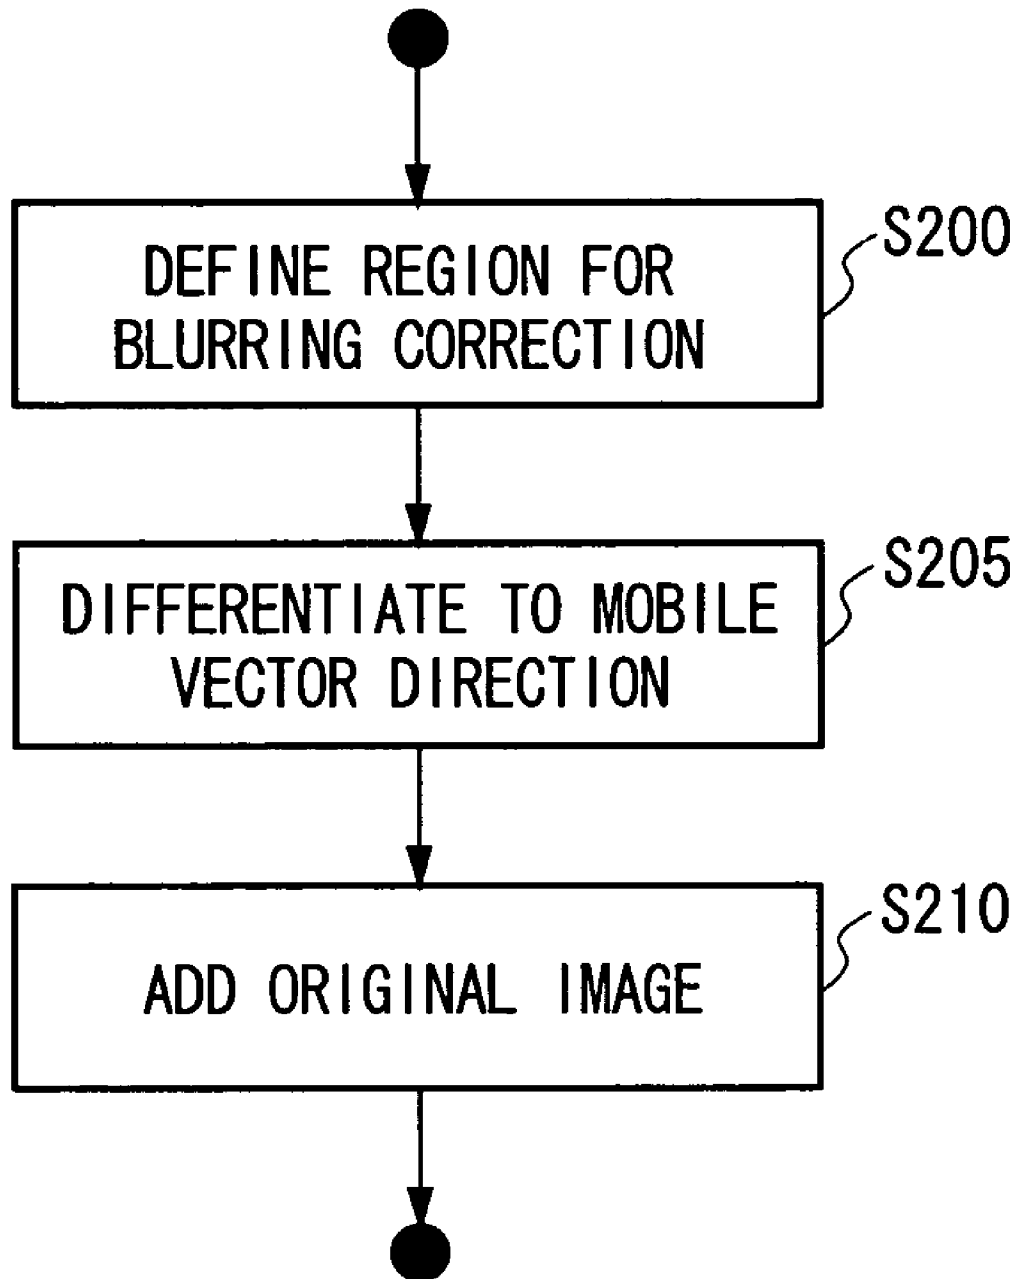 DEFINE REGION FOR
BLURRING CORRECTION
S200
DIFFERENTIATE TO MOBILE
VECTOR DIRECTION
S205
ADD ORIGINAL IMAGE
S210